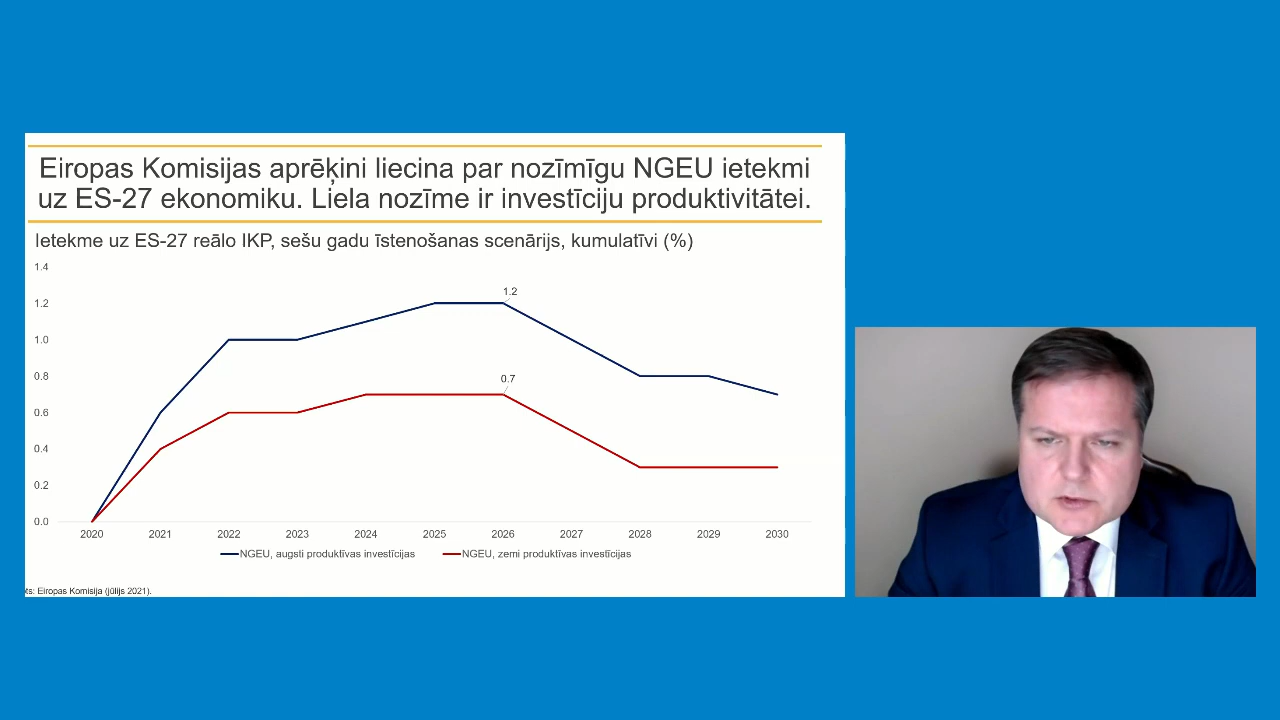 Eiropas Komisijas aprēķini liecina par nozīmīgu NGEU ietekmi
uz ES-27 ekonomiku. Liela nozīme ir investīciju produktivitātei.
Ietekme uz ES-27 reālo IKP, sešu gadu īstenošanas scenārijs, kumulatīvi (%)
1.4
1.2
1.2
1.0
0.8
0.7
0.6
0.4
0.2
0.0
2020 2021 2022 2023 2024 2025 2026 2027 2028 2029 2030
NGEU, augsti produktīvas investīcijas NGEU, zemi produktīvas investīcijas
ts: Eiropas Komisija (jūlijs 2021).